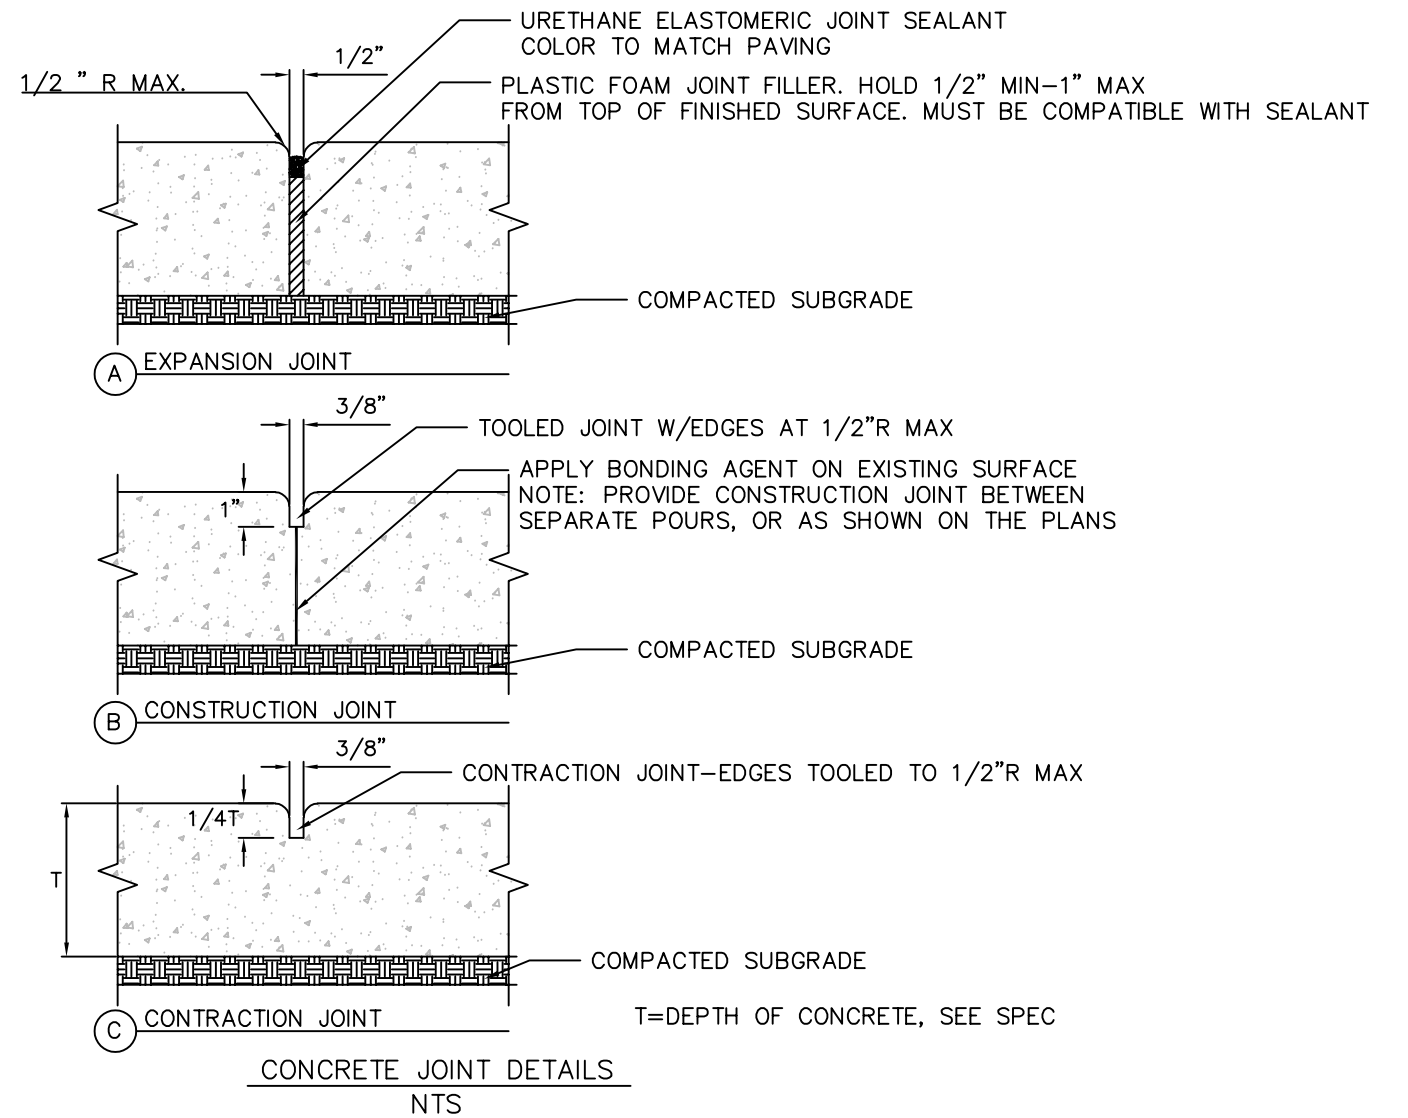 URETHANE ELASTOMERIC JOINT SEALANT
COLOR TO MATCH PAVING
1/2”
1/2 ” R MAX.
PLASTIC FOAM JOINT FILLER. HOLD 1/2” MIN–1” MAX
FROM TOP OF FINISHED SURFACE. MUST BE COMPATIBLE WITH SEALANT
COMPACTED SUBGRADE
A EXPANSION JOINT
3/8”
TOOLED JOINT W/EDGES AT 1/2”R MAX
1”
APPLY BONDING AGENT ON EXISTING SURFACE
NOTE: PROVIDE CONSTRUCTION JOINT BETWEEN
SEPARATE POURS, OR AS SHOWN ON THE PLANS
COMPACTED SUBGRADE
B CONSTRUCTION JOINT
3/8”
CONTRACTION JOINT–EDGES TOOLED TO 1/2”R MAX
1/4T
T
COMPACTED SUBGRADE
C CONTRACTION JOINT
T=DEPTH OF CONCRETE, SEE SPEC
CONCRETE JOINT DETAILS
NTS